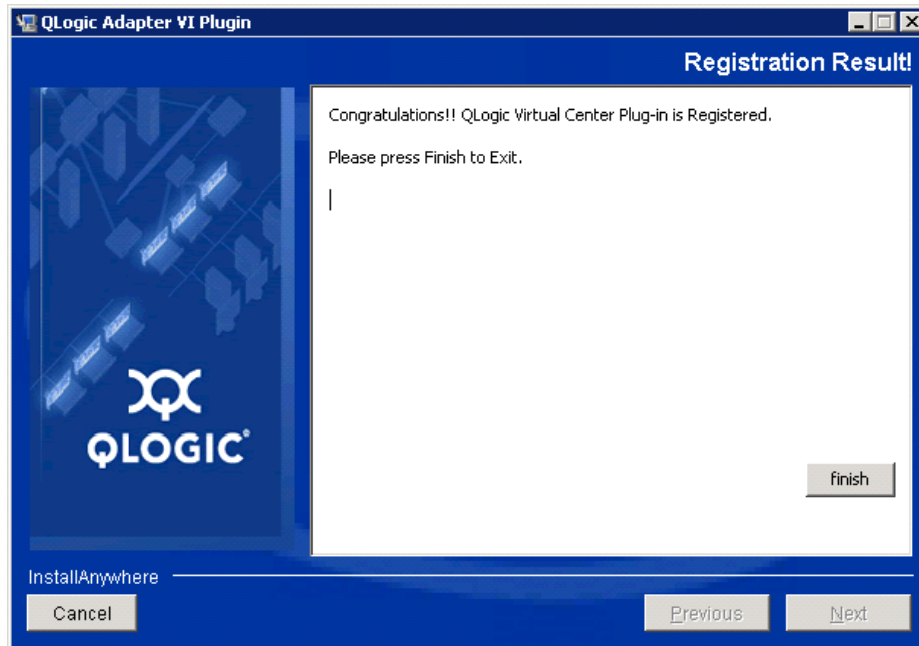 QLogic Adapter VI Plugin
Registration Result!
Congratulations!! QLogic Virtual Center Plug-in is Registered.
Please press Finish to Exit.
QLOGIC®
finish
InstallAnywhere
Cancel
Previous
Next